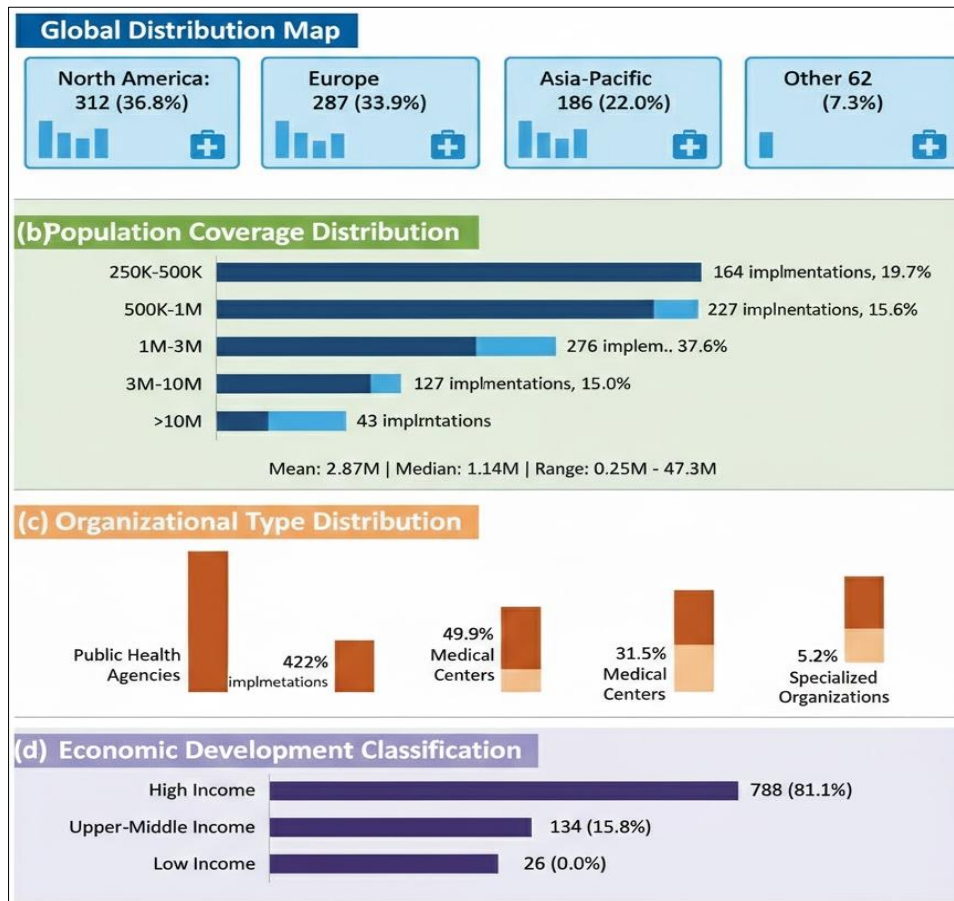 Global Distribution Map
North America:
312 (36.8%)
Europe
287 (33.9%)
Asia-Pacific
186 (22.0%)
Other 62
(7.3%)
(b)Population Coverage Distribution
250K-500K
164 implmentations, 19.7%
500K-1M
227 implnentations, 15.6%
1M-3M
276 implem.. 37.6%
3M-10M
127 implmentations, 15.0%
>10M
43 implmtations
Mean: 2.87M | Median: 1.14M | Range: 0.25M - 47.3M
(c) Organizational Type Distribution
Public Health
Agencies
422%
implmetations
49.9%
Medical
Centers
31.5%
Medical
Centers
5.2%
Specialized
Organizations
(d) Economic Development Classification
High Income
788 (81.1%)
Upper-Middle Income
134 (15.8%)
Low Income
26 (0.0%)